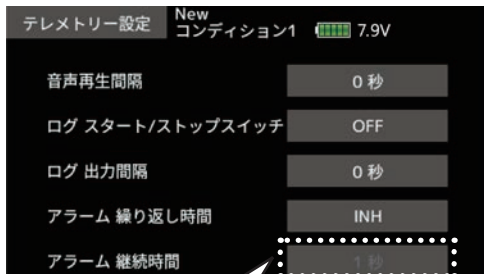 テレメトリー設定
New
コンディション1 7.9V
音声再生間隔 0 秒
ログ スタート/ストップスイッチ OFF
ログ 出力間隔 0 秒
アラーム 繰り返し時間 INH
アラーム 継続時間 1 秒